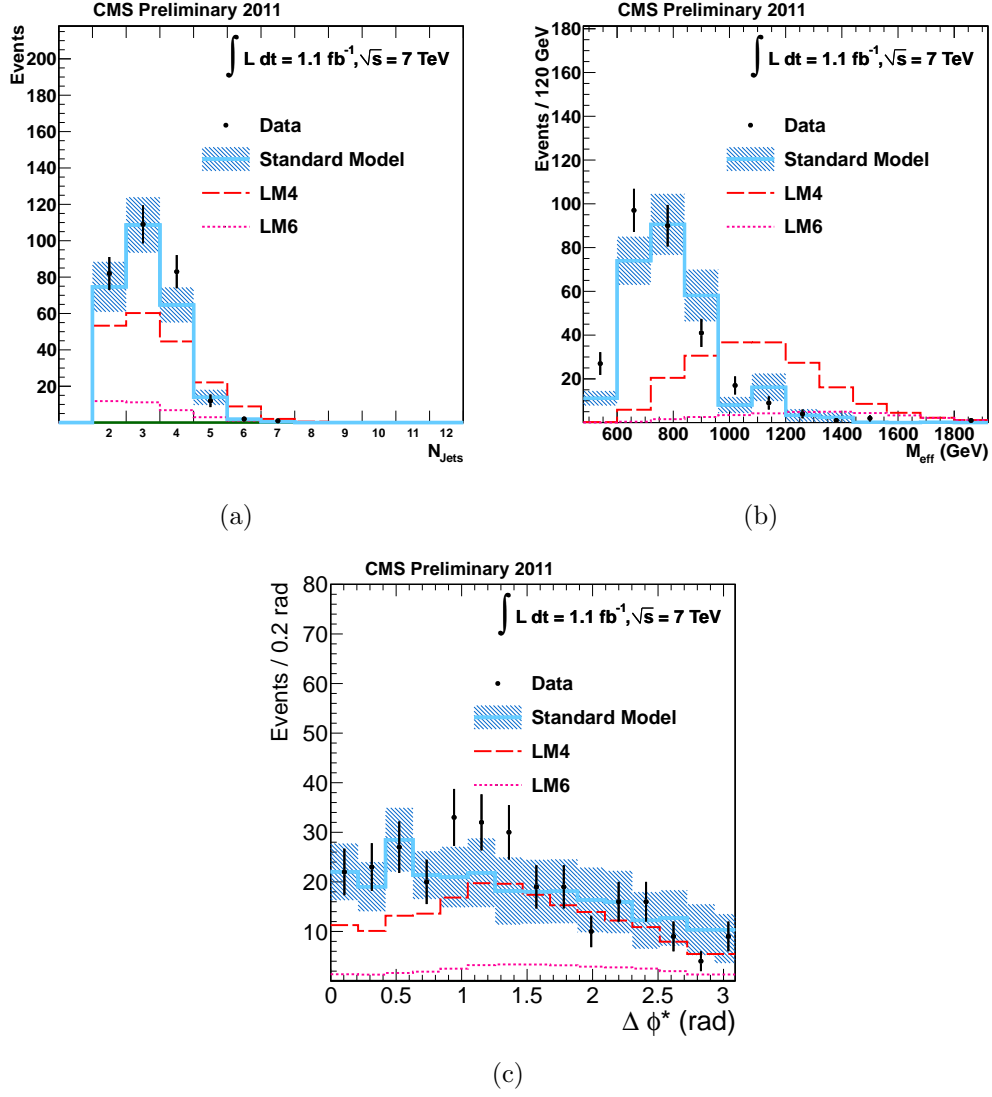 CMS Preliminary 2011
Events
∫ L dt = 1.1 fb⁻¹, √s = 7 TeV
200
180
160
140
120
100
80
60
40
20
Data
Standard Model
LM4
LM6
2 3 4 5 6 7 8 9 10 11 12
N_Jets
(a)
CMS Preliminary 2011
Events / 120 GeV
∫ L dt = 1.1 fb⁻¹, √s = 7 TeV
180
160
140
120
100
80
60
40
20
Data
Standard Model
LM4
LM6
600 800 1000 1200 1400 1600 1800
M_eff (GeV)
(b)
CMS Preliminary 2011
Events / 0.2 rad
∫ L dt = 1.1 fb⁻¹, √s = 7 TeV
80
70
60
50
40
30
20
10
Data
Standard Model
LM4
LM6
0 0.5 1 1.5 2 2.5 3
Δ ϕ* (rad)
(c)